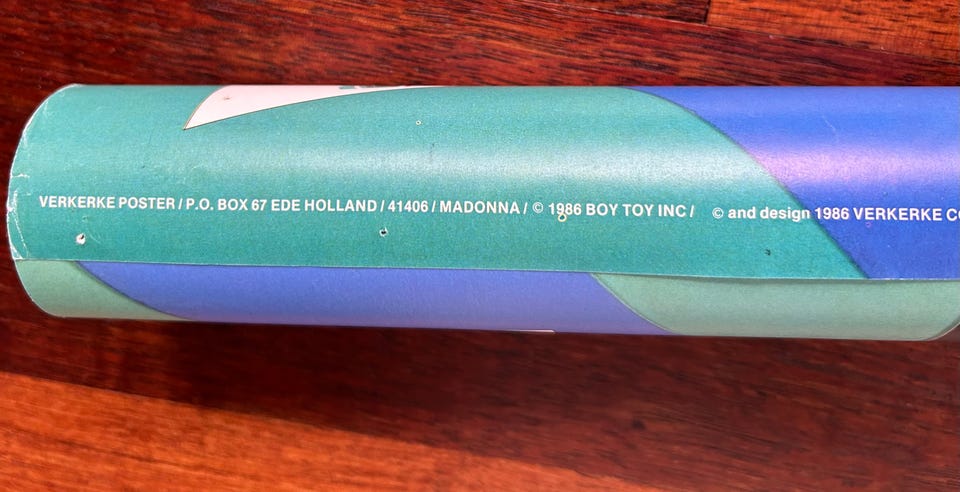 VERKERKE POSTER / P.O. BOX 67 EDE HOLLAND / 41406 / MADONNA / © 1986 BOY TOY INC / © and design 1986 VERKERKE